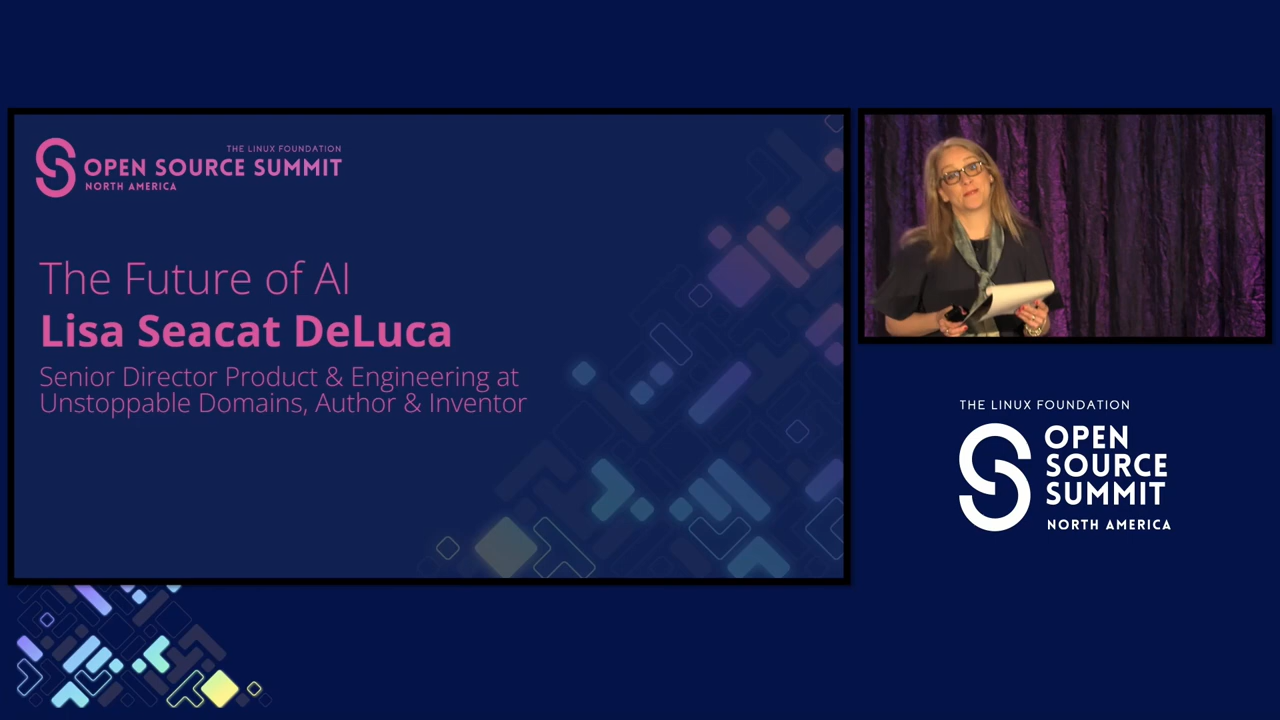 THE LINUX FOUNDATION
OPEN SOURCE SUMMIT
NORTH AMERICA
The Future of AI
Lisa Seacat DeLuca
Senior Director Product & Engineering at
Unstoppable Domains, Author & Inventor
THE LINUX FOUNDATION
OPEN
SOURCE
SUMMIT
NORTH AMERICA